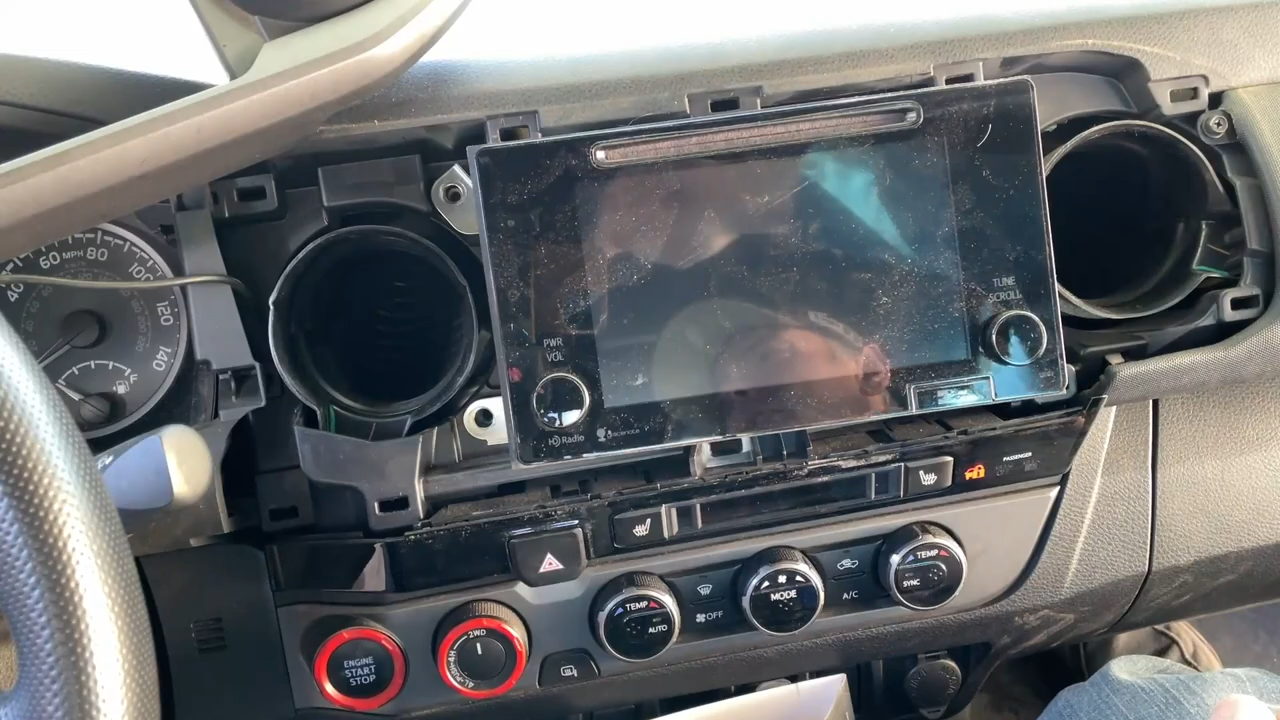 40
60
MPH
80
100
120
140
F
PWR
VOL
TUNE
SCROLL
HD Radio
PASSENGER
ENGINE
START
STOP
2WD
TEMP
AUTO
OFF
MODE
A/C
TEMP
SYNC